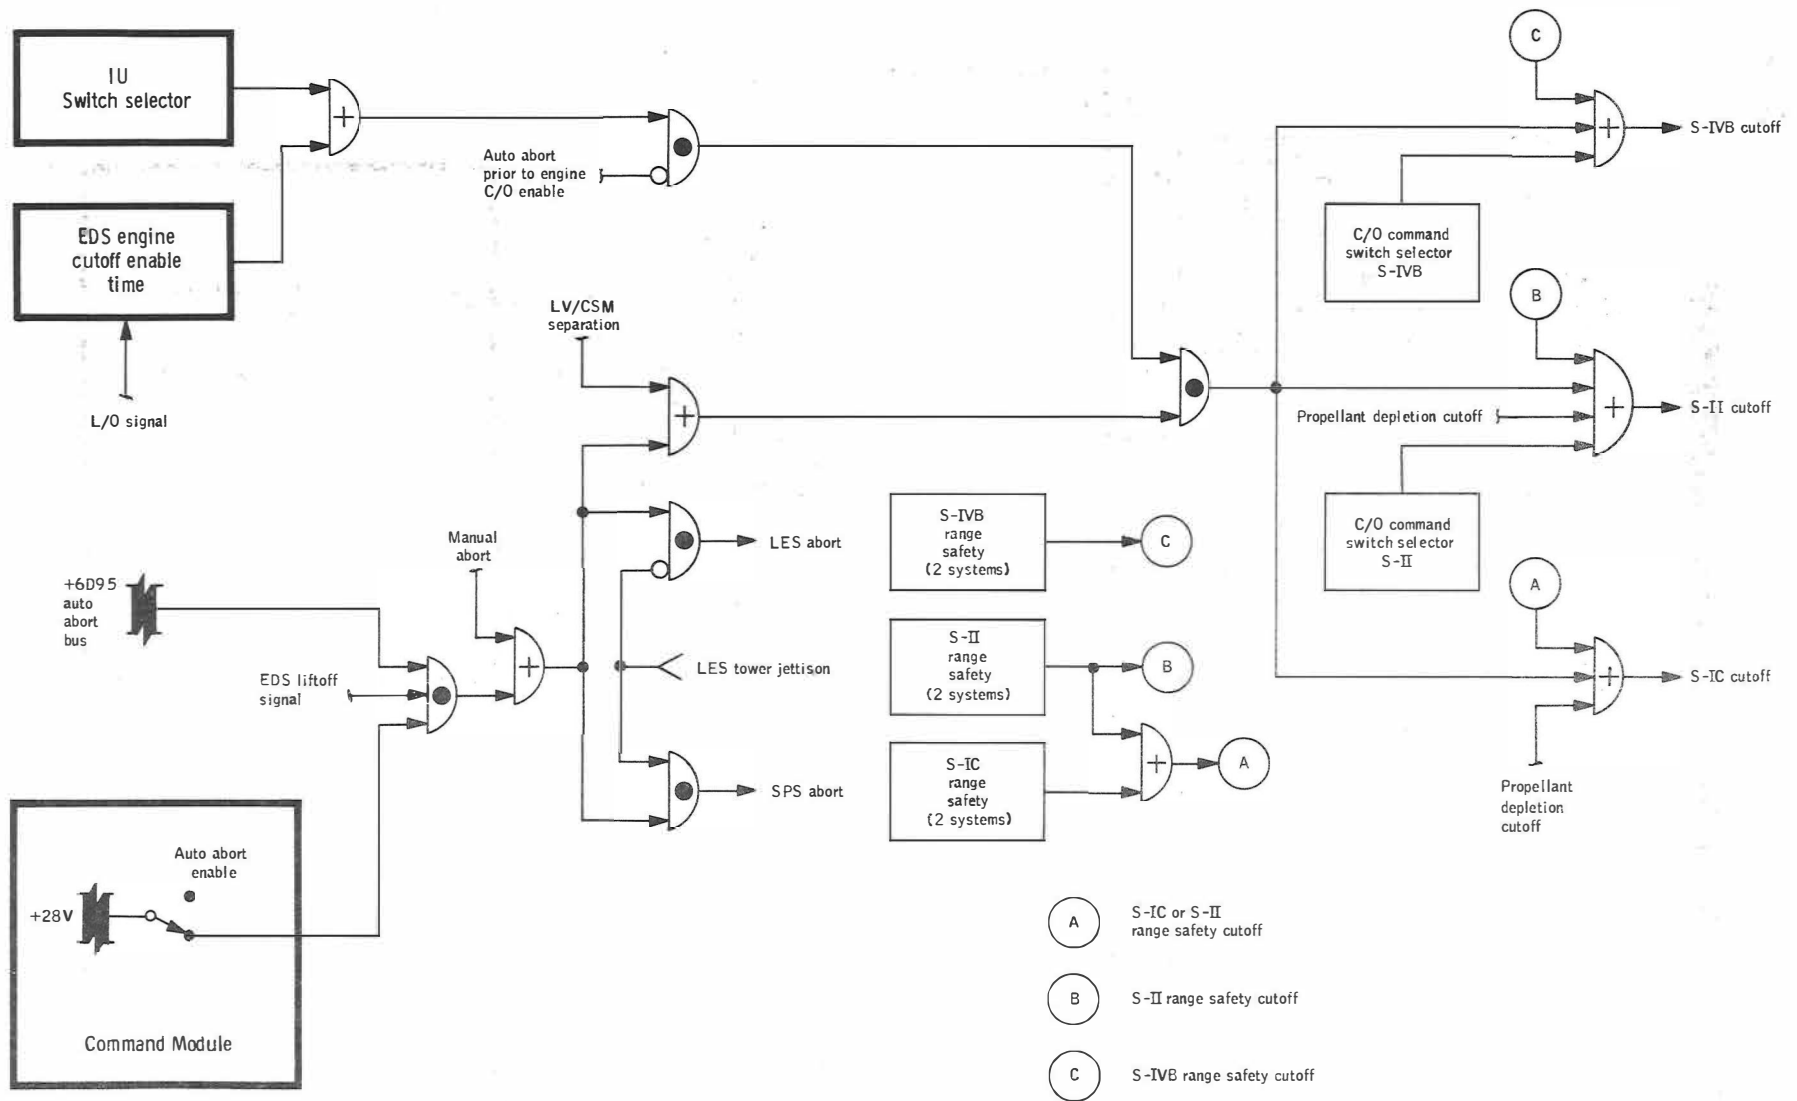 IU
Switch selector
+
Auto abort
prior to engine
C/O enable
EDS engine
cutoff enable
time
L/O signal
LV/CSM
separation
+
C
+
S-IVB cutoff
C/O command
switch selector
S-IVB
B
Propellant depletion cutoff
+
S-II cutoff
C/O command
switch selector
S-II
A
+
S-IC cutoff
Propellant
depletion
cutoff
+6D95
auto
abort
bus
EDS liftoff
signal
Manual
abort
+
LES abort
LES tower jettison
SPS abort
S-IVB
range
safety
(2 systems)
C
S-II
range
safety
(2 systems)
B
S-IC
range
safety
(2 systems)
+
A
Auto abort
enable
+28V
Command Module
A
S-IC or S-II
range safety cutoff
B
S-II range safety cutoff
C
S-IVB range safety cutoff